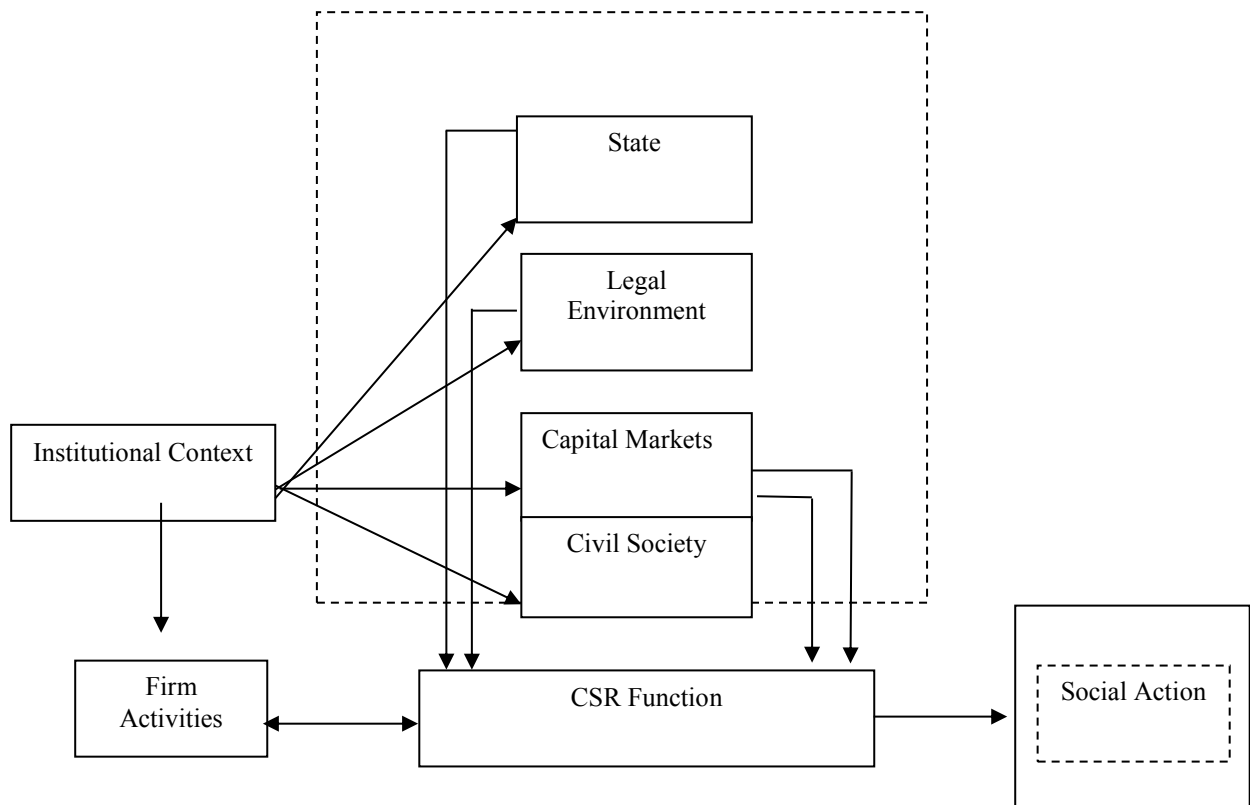 State
Legal
Environment
Capital Markets
Institutional Context
Civil Society
Firm
Activities
CSR Function
Social Action